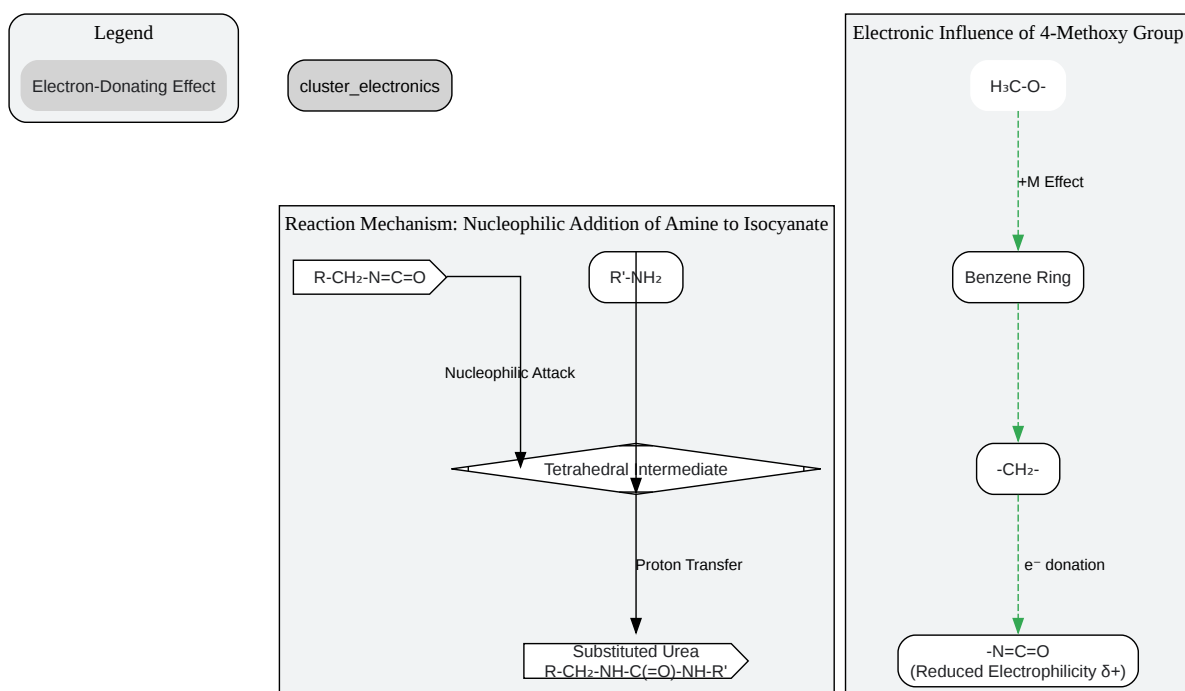 Legend
Electron-Donating Effect
cluster_electronics
Reaction Mechanism: Nucleophilic Addition of Amine to Isocyanate
R-CH₂-N=C=O
R'-NH₂
Nucleophilic Attack
Tetrahedral Intermediate
Proton Transfer
Substituted Urea
R-CH₂-NH-C(=O)-NH-R'
Electronic Influence of 4-Methoxy Group
H₃C-O-
+M Effect
Benzene Ring
-CH₂-
e⁻ donation
-N=C=O
(Reduced Electrophilicity δ+)